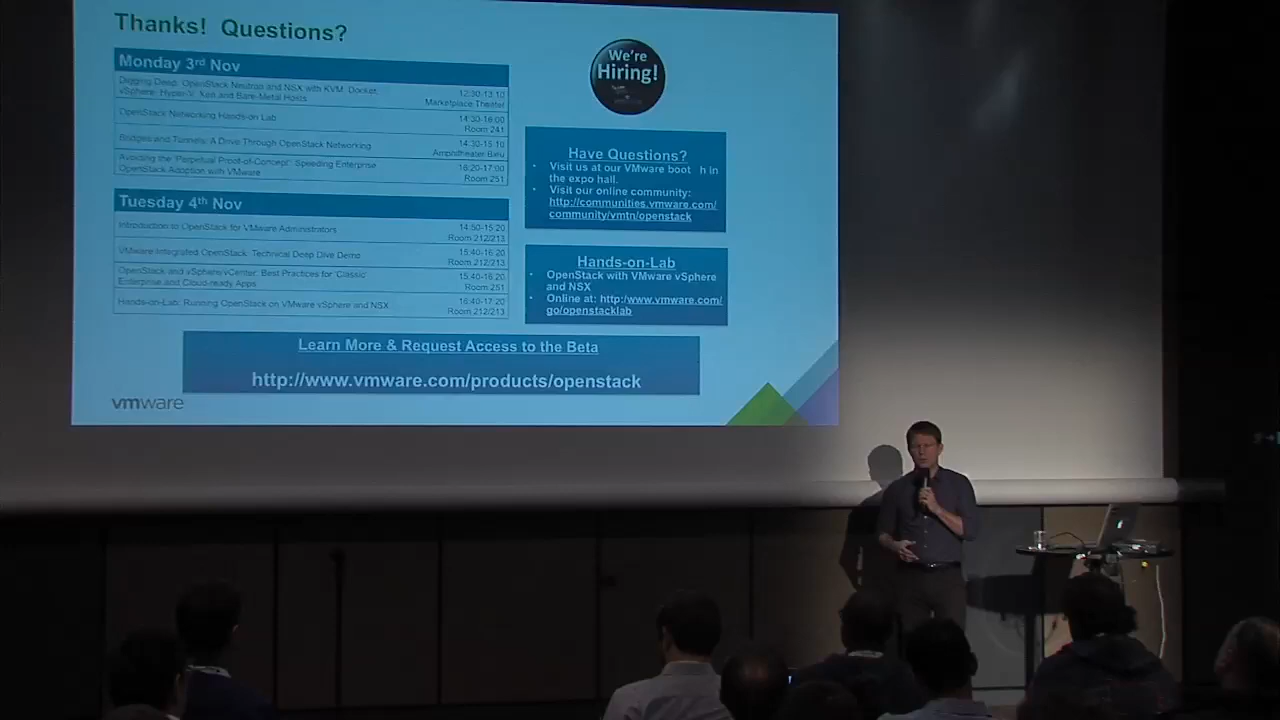 Thanks! Questions?
Monday 3rd Nov
Digging Deep: OpenStack Neutron and NSX with KVM, Docker,
vSphere, Hyper-V, Xen and Bare-Metal Hosts
12:30-13:10
Marketplace Theater
OpenStack Networking Hands-on Lab
14:30-16:00
Room 241
Bridges and Tunnels: A Drive Through OpenStack Networking
14:30-15:10
Ampitheater Bleu
Avoiding the 'Perpetual Proof-of-Concept': Speeding Enterprise
OpenStack Adoption with VMware
16:20-17:00
Room 251
Tuesday 4th Nov
Introduction to OpenStack for VMware Administrators
14:50-15:20
Room 212/213
VMware Integrated OpenStack: Technical Deep Dive Demo
15:40-16:20
Room 212/213
OpenStack and vSphere/vCenter: Best Practices for 'Classic'
Enterprise and Cloud-ready Apps
15:40-16:20
Room 251
Hands-on-Lab: Running OpenStack on VMware vSphere and NSX
16:40-17:20
Room 212/213
We're
Hiring!
Have Questions?
• Visit us at our VMware boot h in
the expo hall.
• Visit our online community:
http://communities.vmware.com/
community/vmtn/openstack
Hands-on-Lab
• OpenStack with VMware vSphere
and NSX
• Online at: http:/www.vmware.com/
go/openstacklab
Learn More & Request Access to the Beta
http://www.vmware.com/products/openstack
vmware